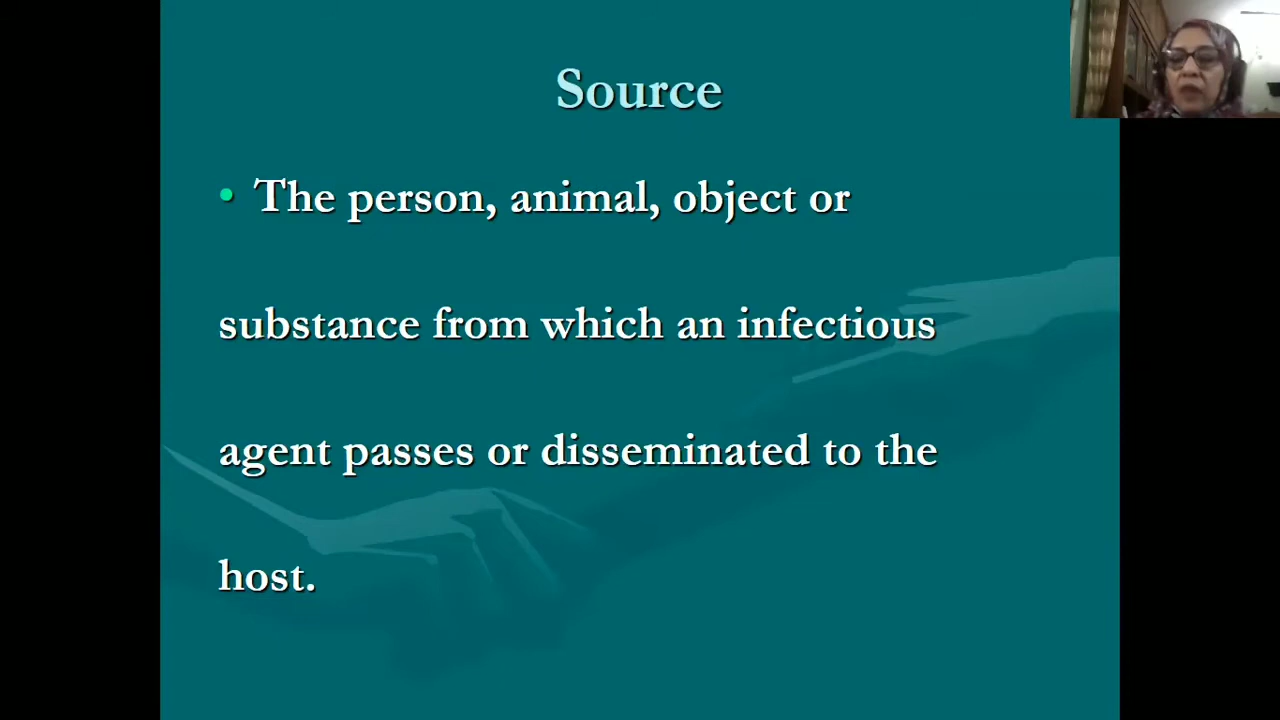 Source
• The person, animal, object or
substance from which an infectious
agent passes or disseminated to the
host.